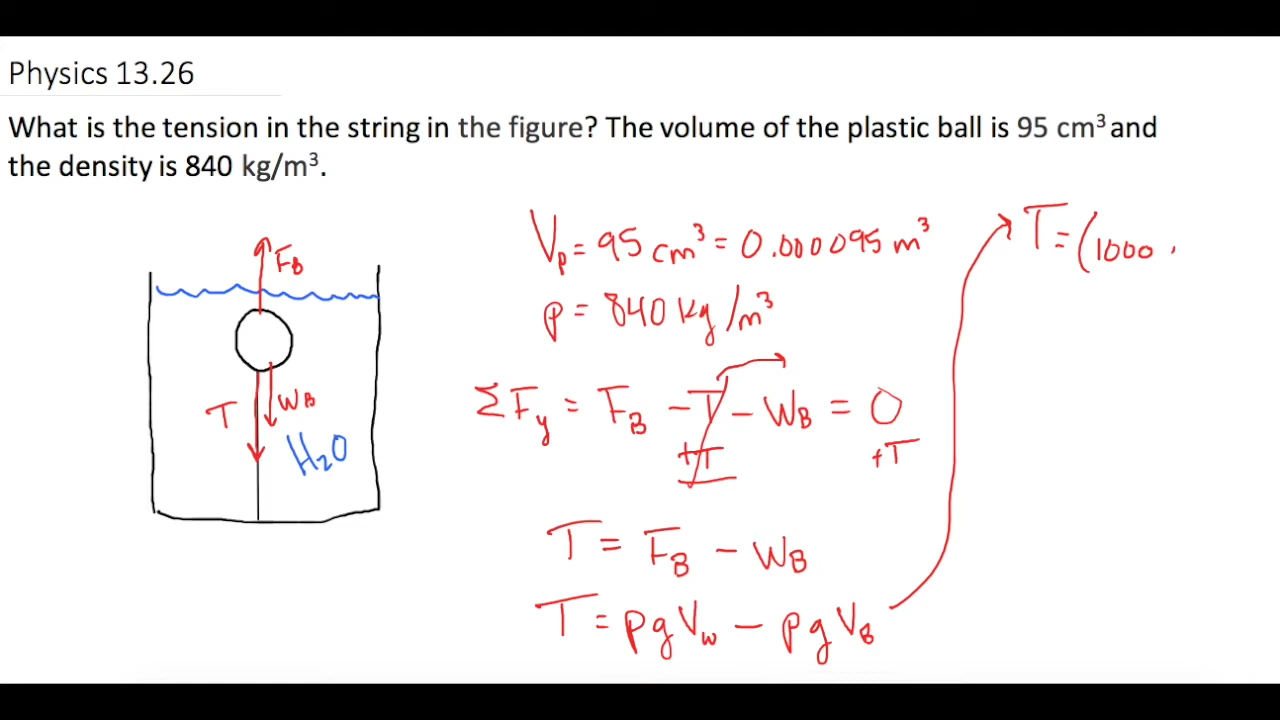 Physics 13.26
What is the tension in the string in the figure? The volume of the plastic ball is 95 cm³ and
the density is 840 kg/m³.
F_B
T
W_B
H₂O
V_p = 95 cm³ = 0.000095 m³
ρ = 840 kg/m³
ΣF_y = F_B - T - W_B = 0
+T
+T
T = F_B - W_B
T = ρgV_w - ρgV_B
T = (1000